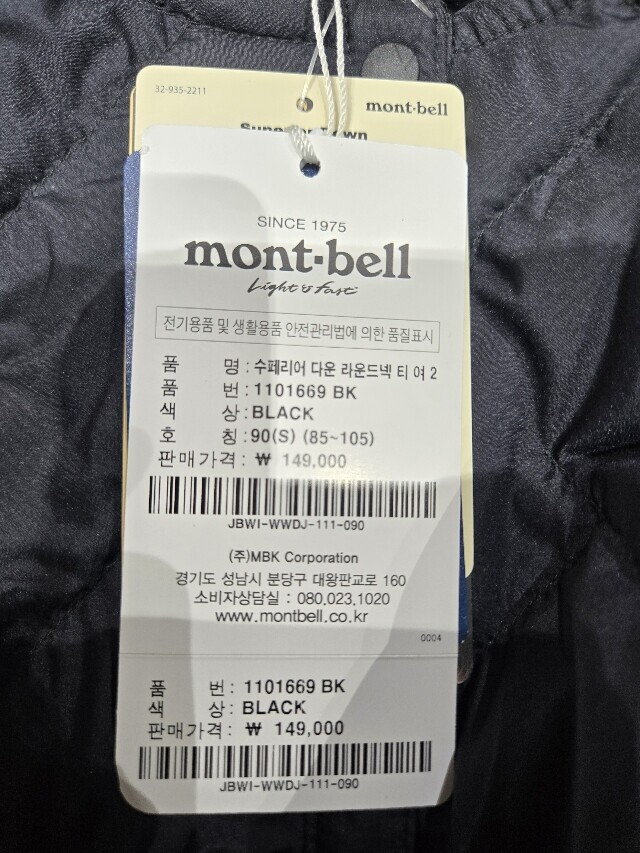 32-935-2211
mont-bell
SINCE 1975
mont-bell
Light & Fast
전기용품 및 생활용품 안전관리법에 의한 품질표시
품 명 : 수페리어 다운 라운드넥 티 여 2
품 번 : 1101669 BK
색 상 : BLACK
호 칭 : 90(S) (85~105)
판매가격 : ₩ 149,000
JBWI-WWDJ-111-090
(주)MBK Corporation
경기도 성남시 분당구 대왕판교로 160
소비자상담실 : 080.023.1020
www.montbell.co.kr
0004
품 번 : 1101669 BK
색 상 : BLACK
판매가격 : ₩ 149,000
JBWI-WWDJ-111-090